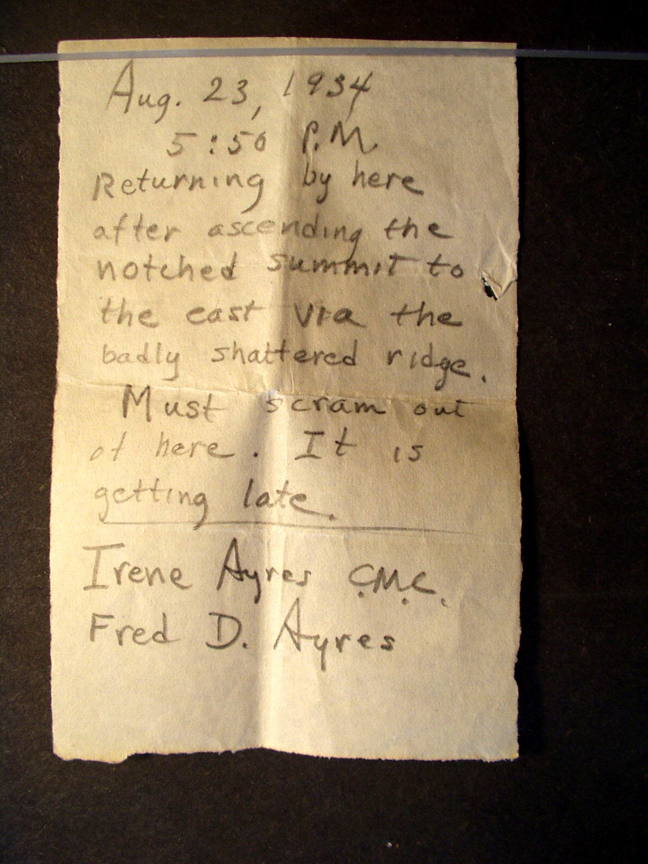 Aug. 23, 1934
5:50 P.M.
Returning by here
after ascending the
notched summit to
the east via the
badly shattered ridge.
Must scram out
of here. It is
getting late.
Irene Ayres C.M.C.
Fred D. Ayres